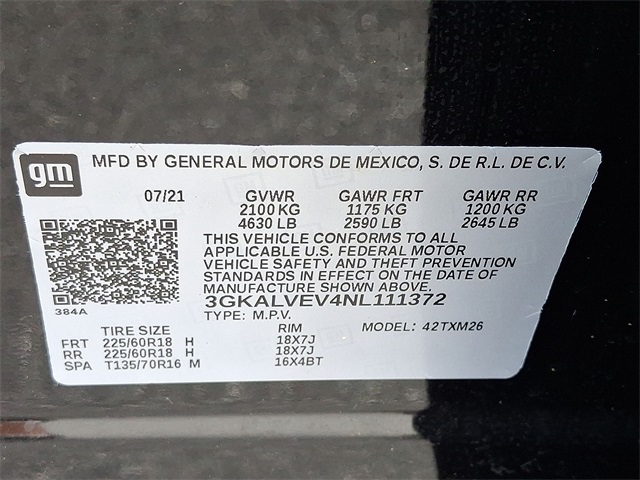 gm
MFD BY GENERAL MOTORS DE MEXICO, S. DE R.L. DE C.V.
07/21 GVWR GAWR FRT GAWR RR
2100 KG 1175 KG 1200 KG
4630 LB 2590 LB 2645 LB
THIS VEHICLE CONFORMS TO ALL
APPLICABLE U.S. FEDERAL MOTOR
VEHICLE SAFETY AND THEFT PREVENTION
STANDARDS IN EFFECT ON THE DATE OF
MANUFACTURE SHOWN ABOVE.
384A
3GKALVEV4NL111372
TYPE: M.P.V.
TIRE SIZE RIM MODEL: 42TXM26
FRT 225/60R18 H 18X7J
RR 225/60R18 H 18X7J
SPA T135/70R16 M 16X4BT